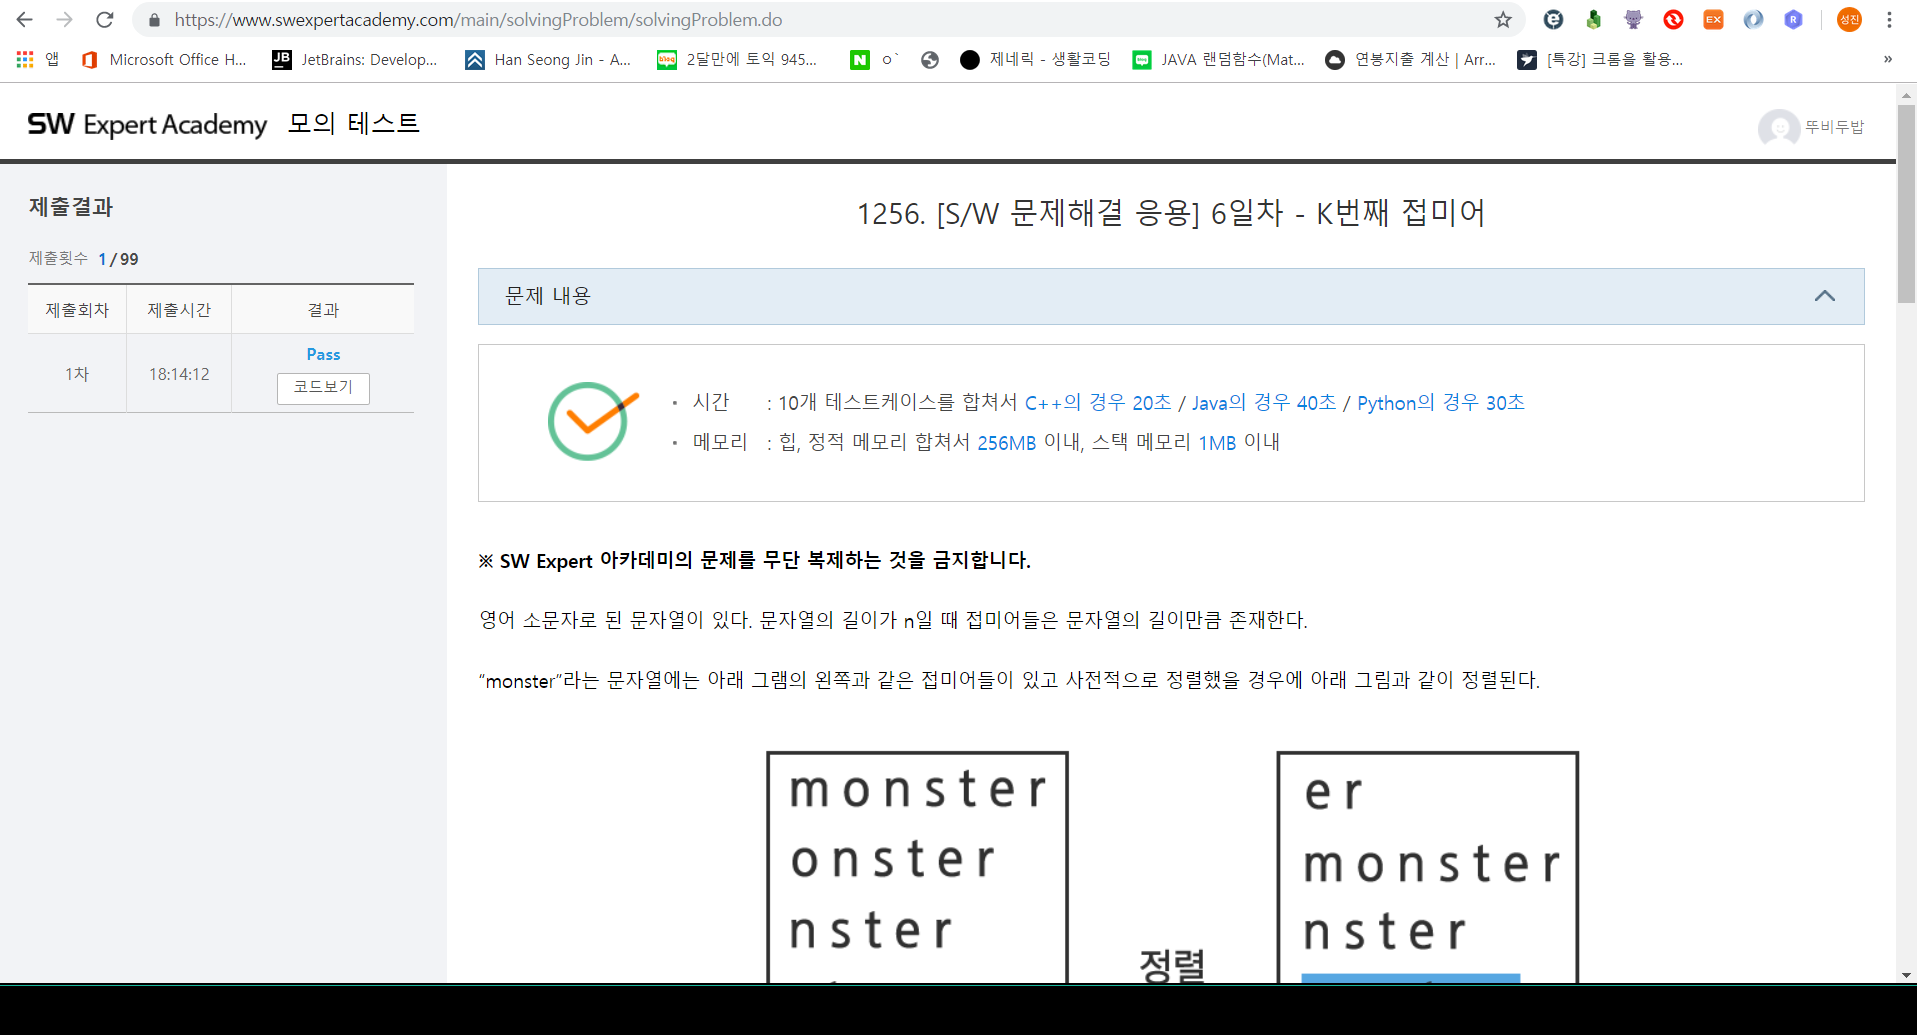 https://www.swexpertacademy.com/main/solvingProblem/solvingProblem.do
앱 Microsoft Office H... JetBrains: Develop... Han Seong Jin - A... 2달만에 토익 945... ㅇ` 제네릭 - 생활코딩 JAVA 랜덤함수(Mat... 연봉지출 계산 | Arr... [특강] 크롬을 활용... »
SW Expert Academy 모의 테스트
뚜비두밥
제출결과
제출횟수 1 / 99
제출회차 제출시간 결과
1차 18:14:12 Pass
코드보기
1256. [S/W 문제해결 응용] 6일차 - K번째 접미어
문제 내용
• 시간 : 10개 테스트케이스를 합쳐서 C++의 경우 20초 / Java의 경우 40초 / Python의 경우 30초
• 메모리 : 힙, 정적 메모리 합쳐서 256MB 이내, 스택 메모리 1MB 이내
※ SW Expert 아카데미의 문제를 무단 복제하는 것을 금지합니다.
영어 소문자로 된 문자열이 있다. 문자열의 길이가 n일 때 접미어들은 문자열의 길이만큼 존재한다.
“monster”라는 문자열에는 아래 그램의 왼쪽과 같은 접미어들이 있고 사전적으로 정렬했을 경우에 아래 그림과 같이 정렬된다.
monster
onster
nster
정렬
er
monster
nster